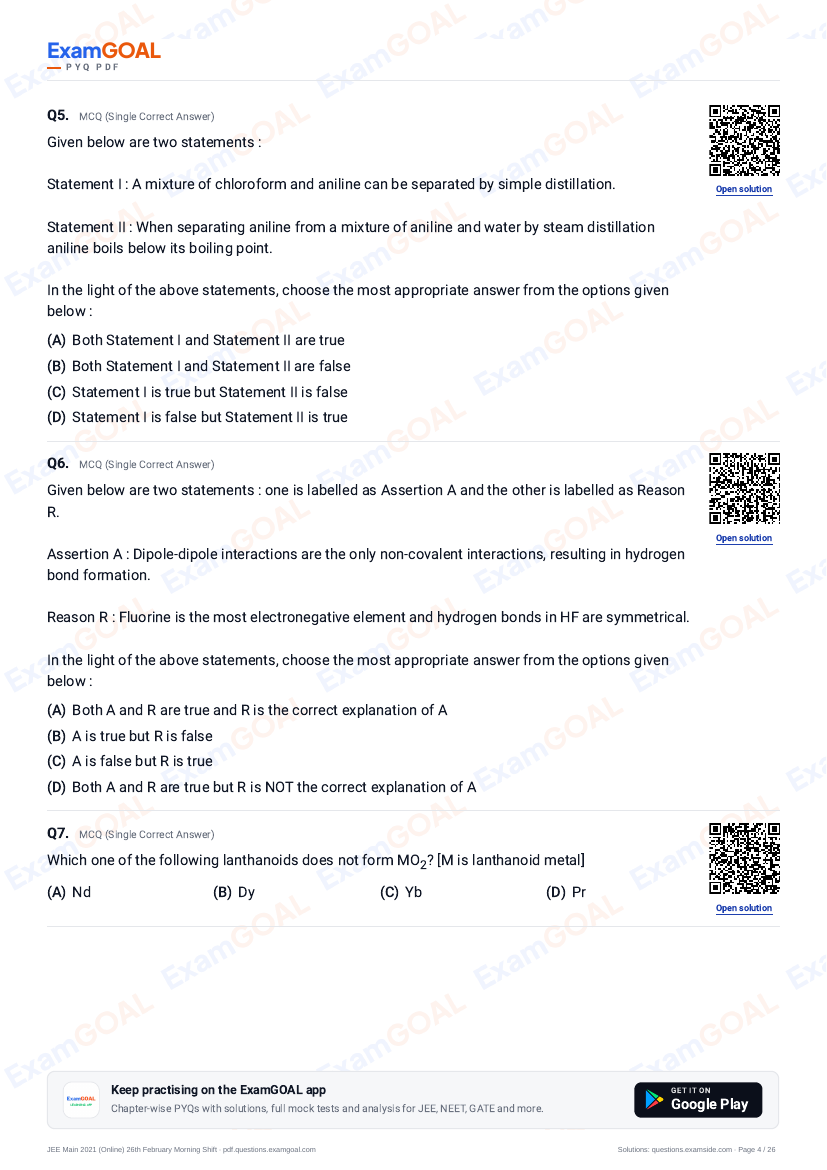 ExamGOAL
PYQ PDF
Q5. MCQ (Single Correct Answer)
Given below are two statements :
Open solution
Statement I : A mixture of chloroform and aniline can be separated by simple distillation.
Statement II : When separating aniline from a mixture of aniline and water by steam distillation
aniline boils below its boiling point.
In the light of the above statements, choose the most appropriate answer from the options given
below :
(A) Both Statement I and Statement II are true
(B) Both Statement I and Statement II are false
(C) Statement I is true but Statement II is false
(D) Statement I is false but Statement II is true
Q6. MCQ (Single Correct Answer)
Given below are two statements : one is labelled as Assertion A and the other is labelled as Reason
R.
Open solution
Assertion A : Dipole-dipole interactions are the only non-covalent interactions, resulting in hydrogen
bond formation.
Reason R : Fluorine is the most electronegative element and hydrogen bonds in HF are symmetrical.
In the light of the above statements, choose the most appropriate answer from the options given
below :
(A) Both A and R are true and R is the correct explanation of A
(B) A is true but R is false
(C) A is false but R is true
(D) Both A and R are true but R is NOT the correct explanation of A
Q7. MCQ (Single Correct Answer)
Which one of the following lanthanoids does not form MO₂? [M is lanthanoid metal]
(A) Nd (B) Dy (C) Yb (D) Pr
Open solution
ExamGOAL
Keep practising on the ExamGOAL app
Chapter-wise PYQs with solutions, full mock tests and analysis for JEE, NEET, GATE and more.
GET IT ON
Google Play
JEE Main 2021 (Online) 26th February Morning Shift · pdf.questions.examgoal.com
Solutions: questions.examside.com · Page 4 / 26